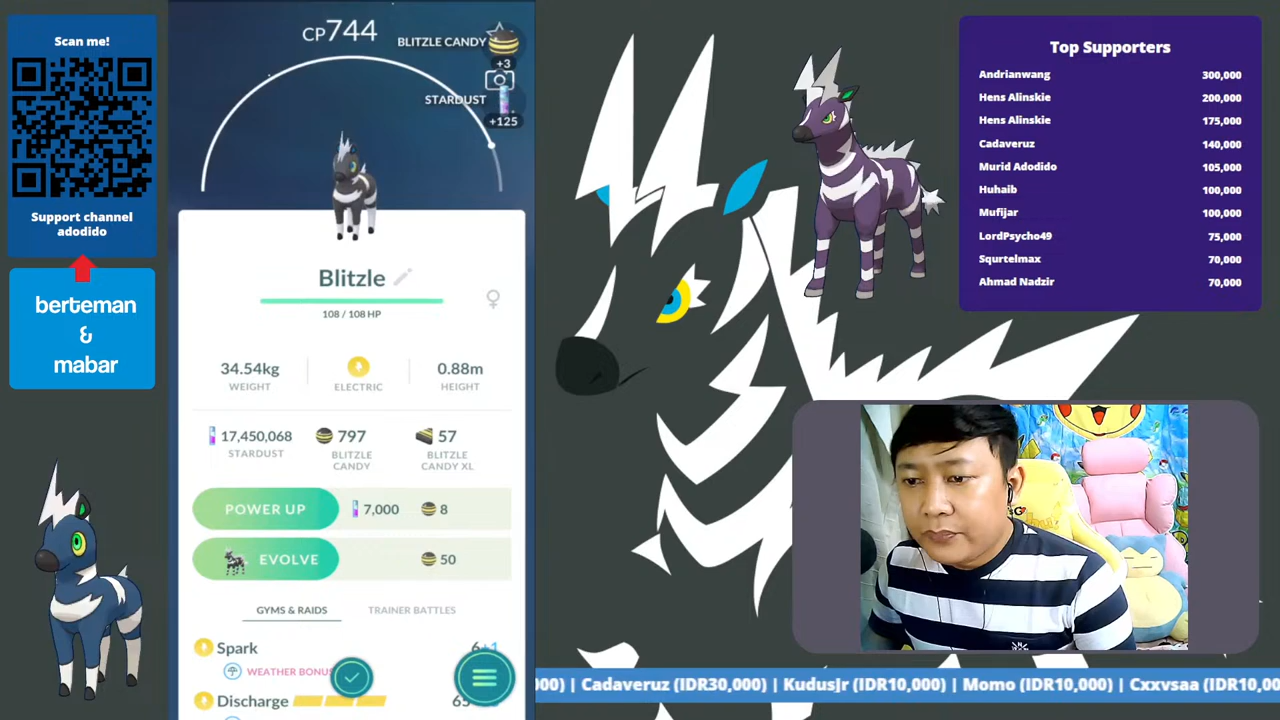 Scan me!
Support channel
adodido
berteman
&
mabar
CP744
BLITZLE CANDY
+3
STARDUST
+125
Blitzle
108 / 108 HP
34.54kg
WEIGHT
ELECTRIC
0.88m
HEIGHT
17,450,068
STARDUST
797
BLITZLE
CANDY
57
BLITZLE
CANDY XL
POWER UP
7,000
8
EVOLVE
50
GYMS & RAIDS
TRAINER BATTLES
Spark
WEATHER BONUS
Discharge
65
Top Supporters
Andrianwang 300,000
Hens Alinskie 200,000
Hens Alinskie 175,000
Cadaveruz 140,000
Murid Adodido 105,000
Huhaib 100,000
Mufijar 100,000
LordPsycho49 75,000
Squrtelmax 70,000
Ahmad Nadzir 70,000
000) | Cadaveruz (IDR30,000) | KudusJr (IDR10,000) | Momo (IDR10,000) | Cxxvsaa (IDR10,00